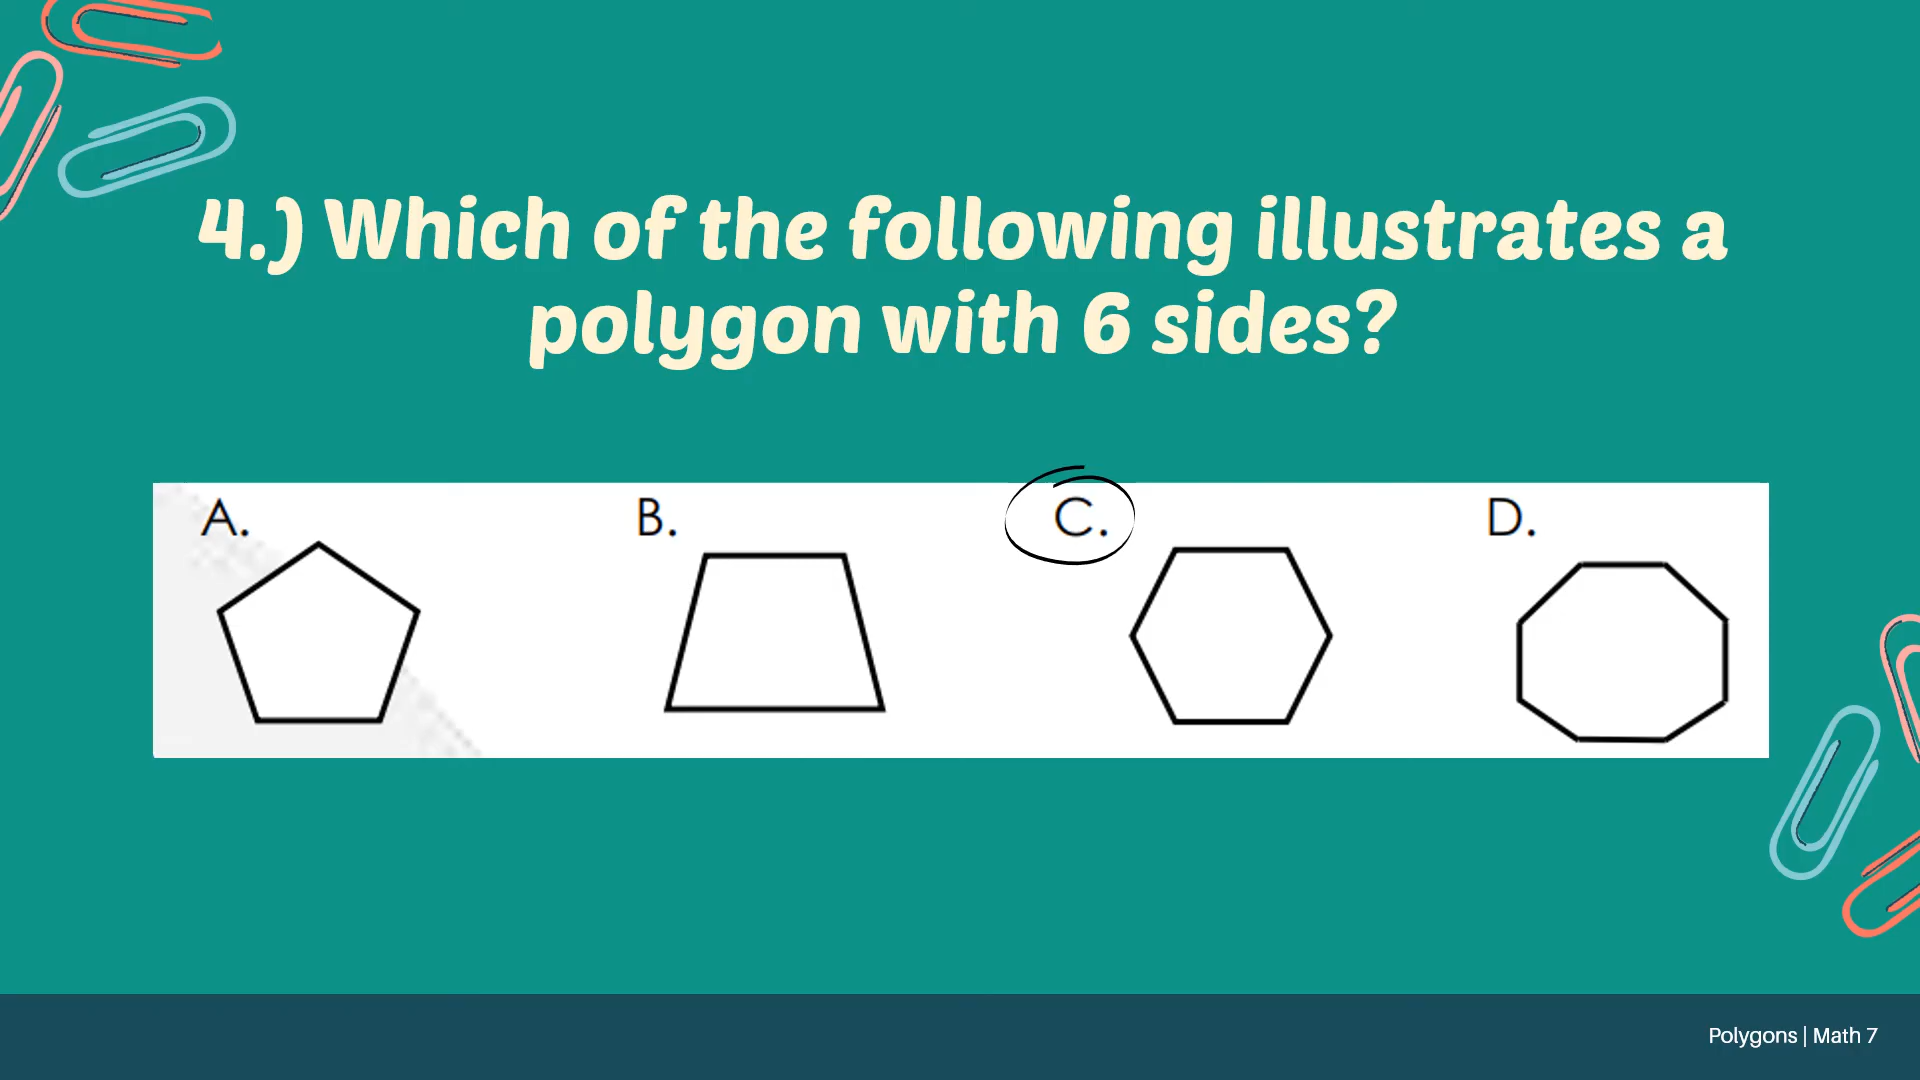 4.) Which of the following illustrates a
polygon with 6 sides?
A. B. C. D.
Polygons | Math 7